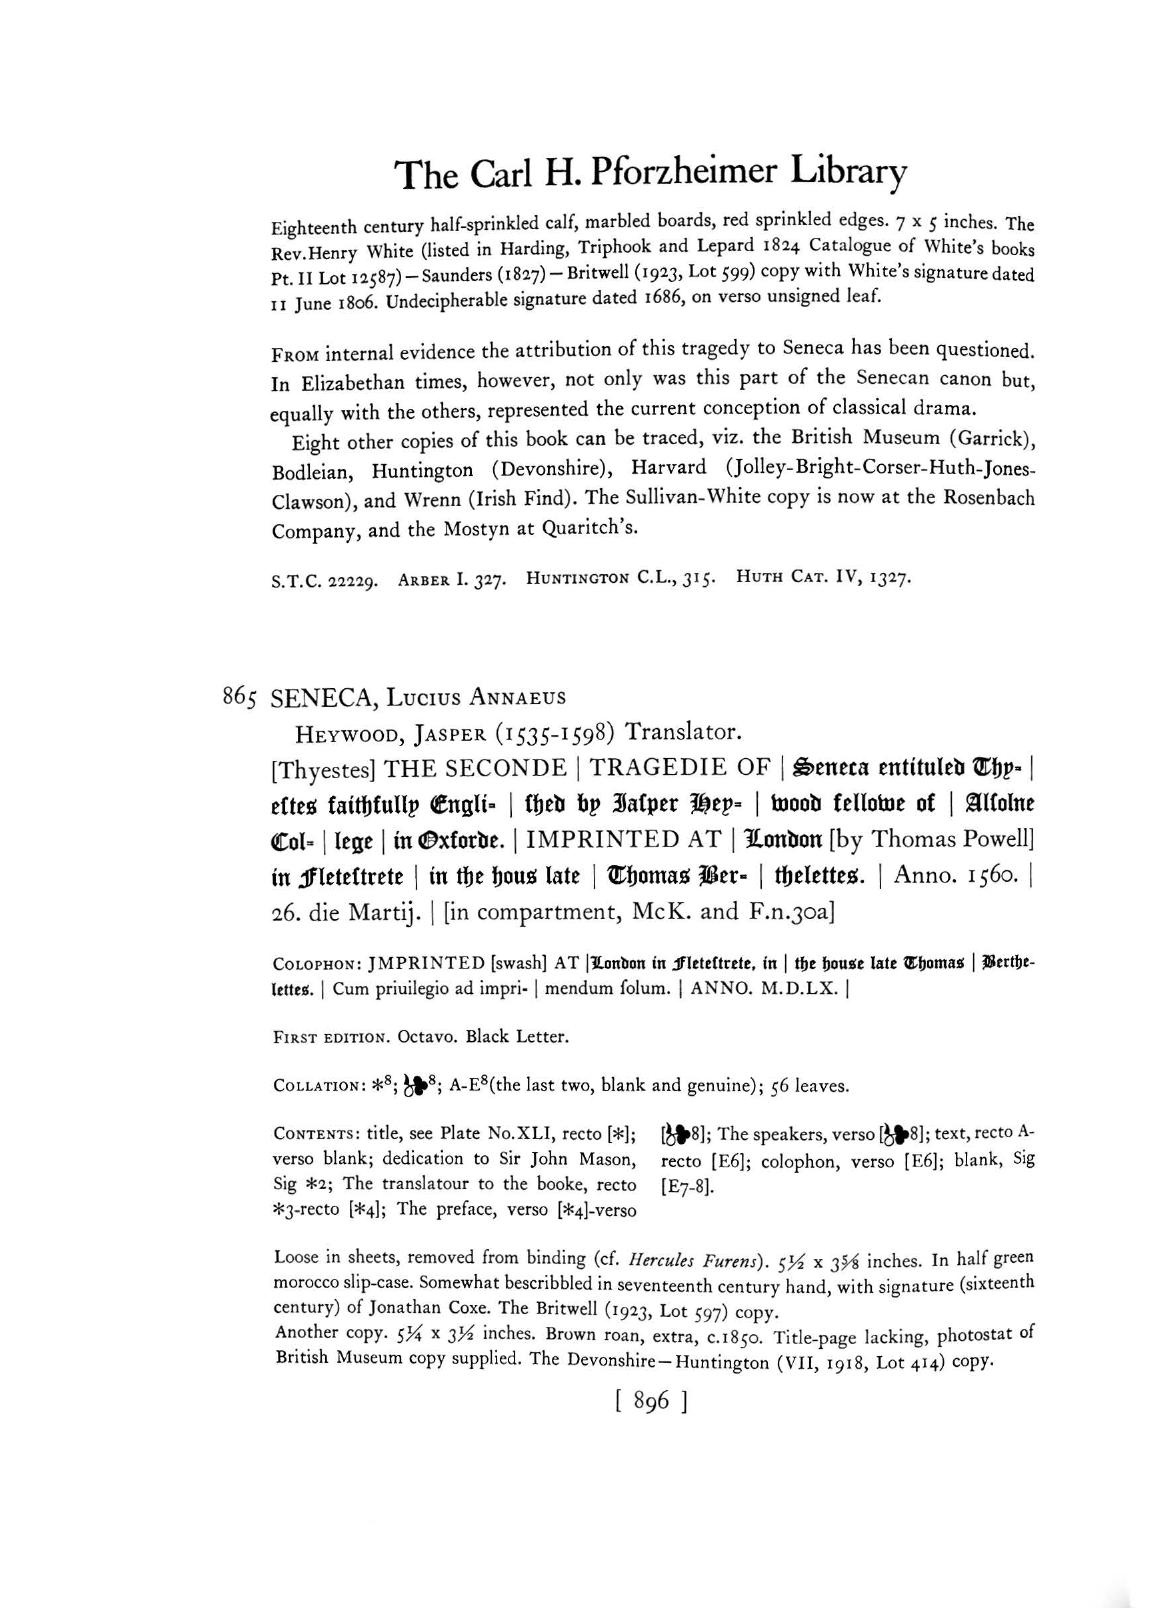 The Carl H. Pforzheimer Library
Eighteenth century half-sprinkled calf, marbled boards, red sprinkled edges. 7 x 5 inches. The
Rev.Henry White (listed in Harding, Triphook and Lepard 1824 Catalogue of White's books
Pt. II Lot 12587) — Saunders (1827) — Britwell (1923, Lot 599) copy with White's signature dated
11 June 1806. Undecipherable signature dated 1686, on verso unsigned leaf.
FROM internal evidence the attribution of this tragedy to Seneca has been questioned.
In Elizabethan times, however, not only was this part of the Senecan canon but,
equally with the others, represented the current conception of classical drama.
Eight other copies of this book can be traced, viz. the British Museum (Garrick),
Bodleian, Huntington (Devonshire), Harvard (Jolley-Bright-Corser-Huth-Jones-
Clawson), and Wrenn (Irish Find). The Sullivan-White copy is now at the Rosenbach
Company, and the Mostyn at Quaritch's.
S.T.C. 22229. ARBER I. 327. HUNTINGTON C.L., 315. HUTH CAT. IV, 1327.
865 SENECA, LUCIUS ANNAEUS
HEYWOOD, JASPER (1535-1598) Translator.
[Thyestes] THE SECONDE | TRAGEDIE OF | Seneca entituled Thy= |
eſtes faithfully Engli= | ſhed by Iaſper Hey= | wood fellowe of | Alſolne
Col= | lege | in Oxforde. | IMPRINTED AT | London [by Thomas Powell]
in Fleteſtrete | in the hous late | Thomas Ber= | thelettes. | Anno. 1560. |
26. die Martij. | [in compartment, McK. and F.n.30a]
COLOPHON: JMPRINTED [swash] AT |London in Fleteſtrete, in | the house late Thomas | Berthe-
lettes. | Cum priuilegio ad impri- | mendum ſolum. | ANNO. M.D.LX. |
FIRST EDITION. Octavo. Black Letter.
COLLATION: *⁸; ❧⁸; A-E⁸(the last two, blank and genuine); 56 leaves.
CONTENTS: title, see Plate No.XLI, recto [*];
verso blank; dedication to Sir John Mason,
Sig *2; The translatour to the booke, recto
*3-recto [*4]; The preface, verso [*4]-verso
[❧8]; The speakers, verso [❧8]; text, recto A-
recto [E6]; colophon, verso [E6]; blank, Sig
[E7-8].
Loose in sheets, removed from binding (cf. Hercules Furens). 5½ x 3⅝ inches. In half green
morocco slip-case. Somewhat bescribbled in seventeenth century hand, with signature (sixteenth
century) of Jonathan Coxe. The Britwell (1923, Lot 597) copy.
Another copy. 5¼ x 3½ inches. Brown roan, extra, c.1850. Title-page lacking, photostat of
British Museum copy supplied. The Devonshire — Huntington (VII, 1918, Lot 414) copy.
[ 896 ]